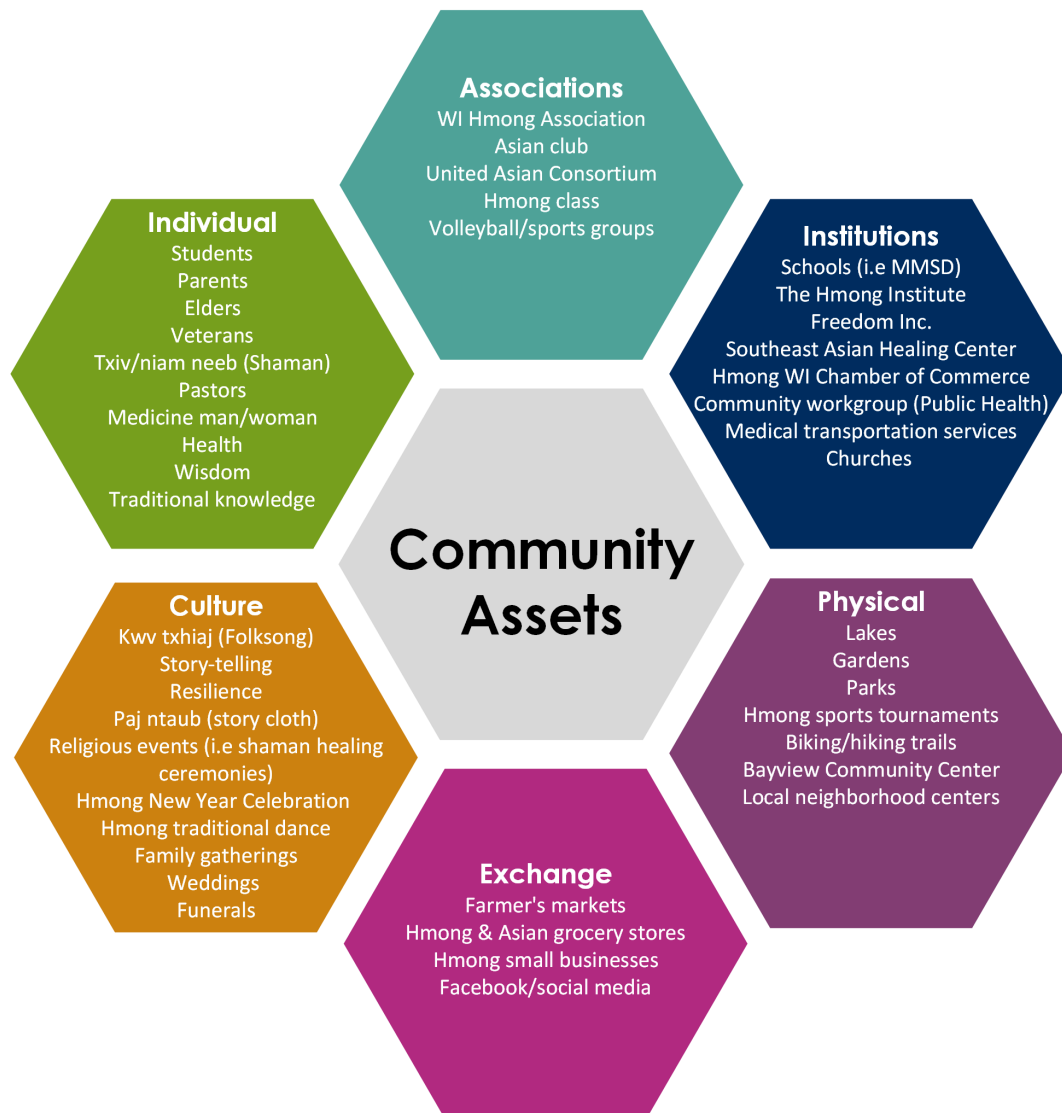 Associations
WI Hmong Association
Asian club
United Asian Consortium
Hmong class
Volleyball/sports groups
Individual
Students
Parents
Elders
Veterans
Txiv/niam neeb (Shaman)
Pastors
Medicine man/woman
Health
Wisdom
Traditional knowledge
Institutions
Schools (i.e MMSD)
The Hmong Institute
Freedom Inc.
Southeast Asian Healing Center
Hmong WI Chamber of Commerce
Community workgroup (Public Health)
Medical transportation services
Churches
Community
Assets
Culture
Kwv txhiaj (Folksong)
Story-telling
Resilience
Paj ntaub (story cloth)
Religious events (i.e shaman healing
ceremonies)
Hmong New Year Celebration
Hmong traditional dance
Family gatherings
Weddings
Funerals
Physical
Lakes
Gardens
Parks
Hmong sports tournaments
Biking/hiking trails
Bayview Community Center
Local neighborhood centers
Exchange
Farmer's markets
Hmong & Asian grocery stores
Hmong small businesses
Facebook/social media